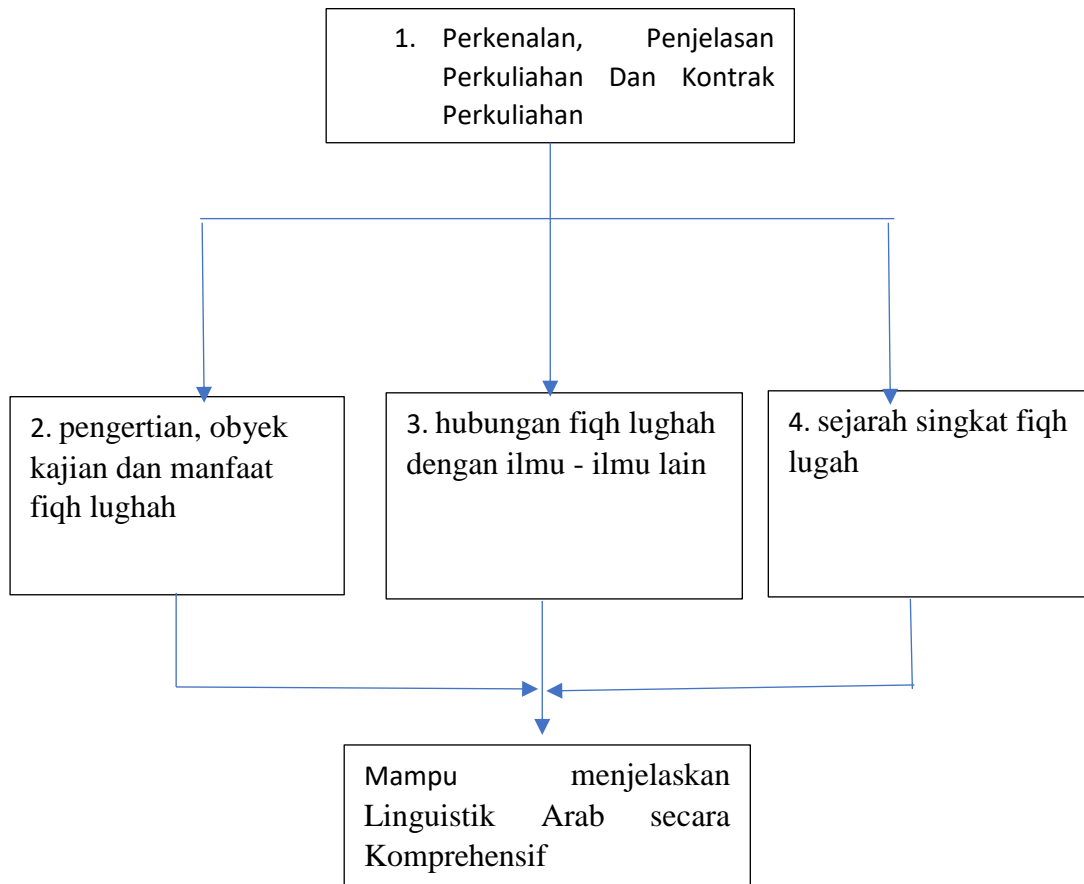 1. Perkenalan, Penjelasan
Perkuliahan Dan Kontrak
Perkuliahan
2. pengertian, obyek
kajian dan manfaat
fiqh lughah
3. hubungan fiqh lughah
dengan ilmu - ilmu lain
4. sejarah singkat fiqh
lugah
Mampu menjelaskan
Linguistik Arab secara
Komprehensif